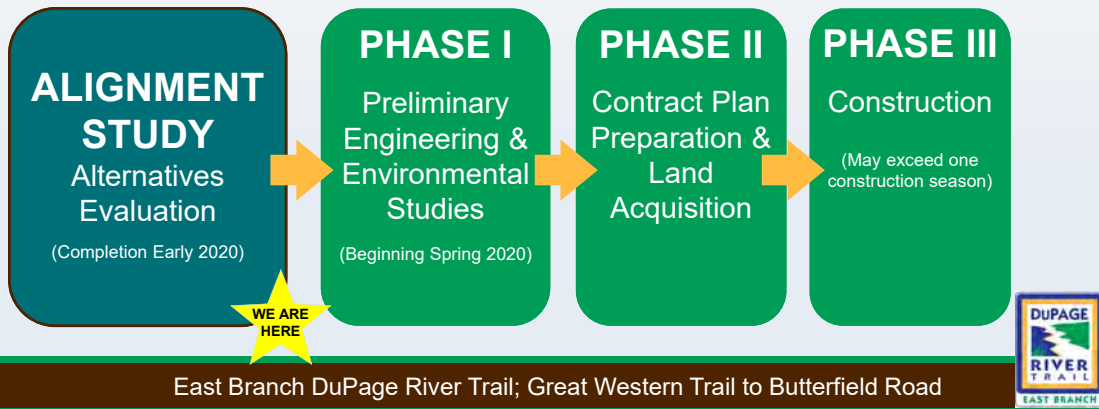 ALIGNMENT
STUDY
Alternatives
Evaluation
(Completion Early 2020)
WE ARE
HERE
PHASE I
Preliminary
Engineering &
Environmental
Studies
(Beginning Spring 2020)
PHASE II
Contract Plan
Preparation &
Land
Acquisition
PHASE III
Construction
(May exceed one
construction season)
East Branch DuPage River Trail; Great Western Trail to Butterfield Road
DUPAGE
RIVER
TRAIL
EAST BRANCH